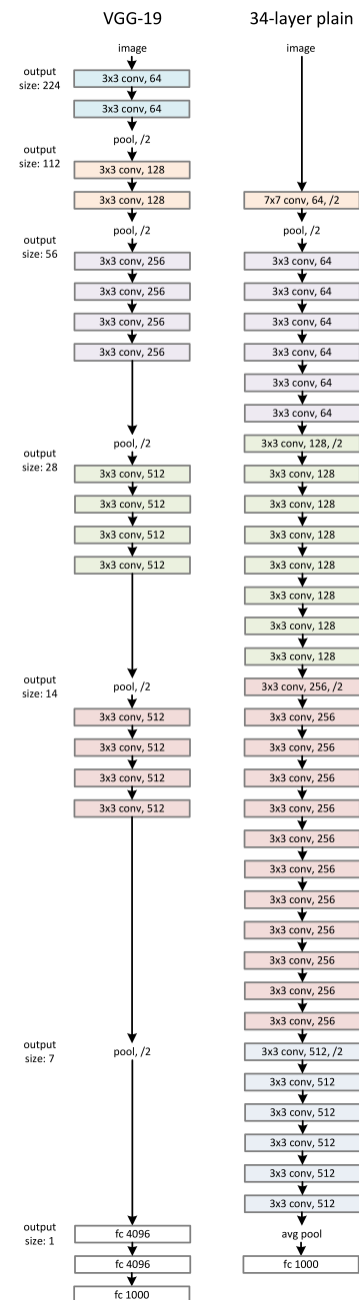 VGG-19
34-layer plain
image
image
output
size: 224
3x3 conv, 64
3x3 conv, 64
pool, /2
output
size: 112
3x3 conv, 128
3x3 conv, 128
7x7 conv, 64, /2
pool, /2
pool, /2
output
size: 56
3x3 conv, 256
3x3 conv, 64
3x3 conv, 256
3x3 conv, 64
3x3 conv, 256
3x3 conv, 64
3x3 conv, 256
3x3 conv, 64
3x3 conv, 64
3x3 conv, 64
pool, /2
3x3 conv, 128, /2
output
size: 28
3x3 conv, 512
3x3 conv, 128
3x3 conv, 512
3x3 conv, 128
3x3 conv, 512
3x3 conv, 128
3x3 conv, 512
3x3 conv, 128
3x3 conv, 128
3x3 conv, 128
3x3 conv, 128
output
size: 14
pool, /2
3x3 conv, 256, /2
3x3 conv, 512
3x3 conv, 256
3x3 conv, 512
3x3 conv, 256
3x3 conv, 512
3x3 conv, 256
3x3 conv, 512
3x3 conv, 256
3x3 conv, 256
3x3 conv, 256
3x3 conv, 256
3x3 conv, 256
3x3 conv, 256
3x3 conv, 256
3x3 conv, 256
output
size: 7
pool, /2
3x3 conv, 512, /2
3x3 conv, 512
3x3 conv, 512
3x3 conv, 512
3x3 conv, 512
3x3 conv, 512
output
size: 1
fc 4096
avg pool
fc 4096
fc 1000
fc 1000